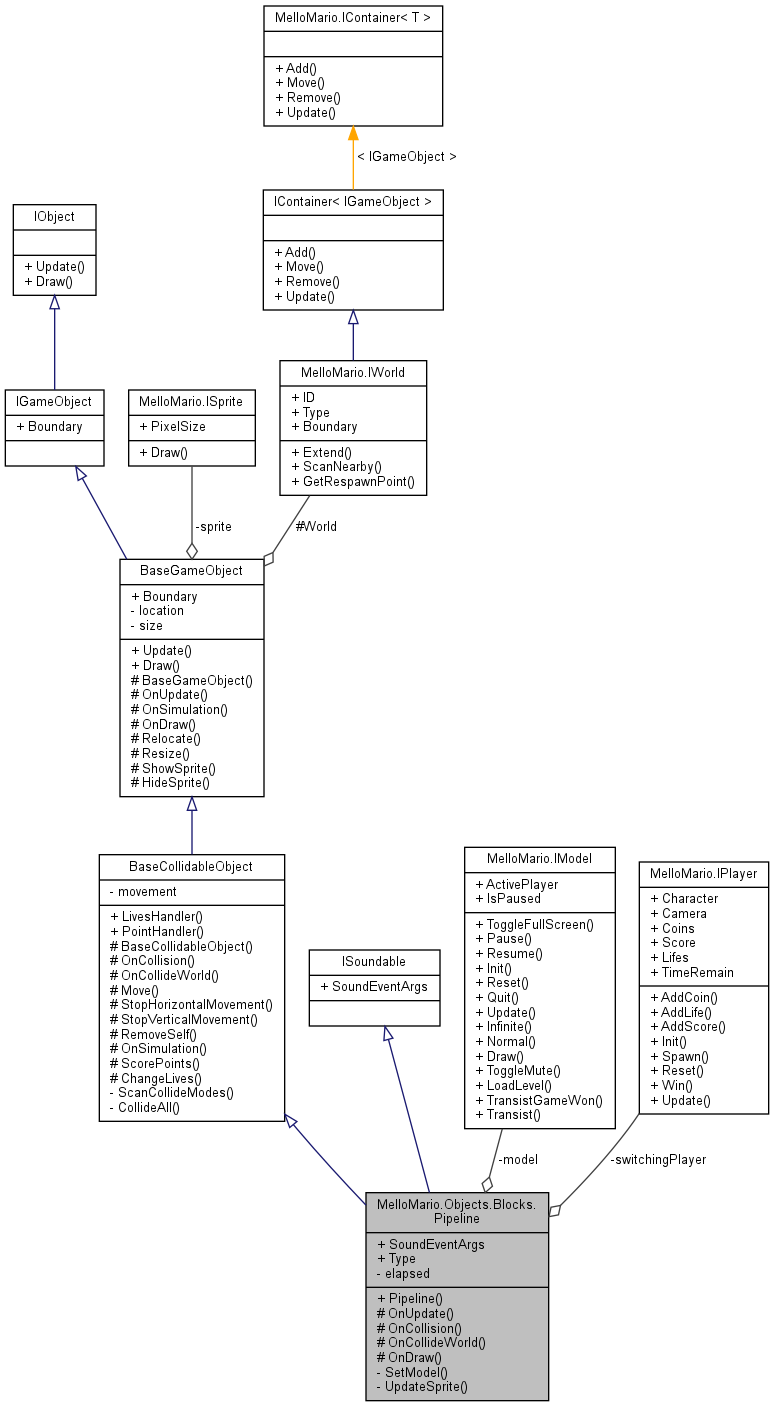 MelloMario.IContainer< T >
+ Add()
+ Move()
+ Remove()
+ Update()
< IGameObject >
IContainer< IGameObject >
+ Add()
+ Move()
+ Remove()
+ Update()
IObject
+ Update()
+ Draw()
IGameObject
+ Boundary
MelloMario.ISprite
+ PixelSize
+ Draw()
MelloMario.IWorld
+ ID
+ Type
+ Boundary
+ Extend()
+ ScanNearby()
+ GetRespawnPoint()
-sprite
#World
BaseGameObject
+ Boundary
- location
- size
+ Update()
+ Draw()
# BaseGameObject()
# OnUpdate()
# OnSimulation()
# OnDraw()
# Relocate()
# Resize()
# ShowSprite()
# HideSprite()
BaseCollidableObject
- movement
+ LivesHandler()
+ PointHandler()
# BaseCollidableObject()
# OnCollision()
# OnCollideWorld()
# Move()
# StopHorizontalMovement()
# StopVerticalMovement()
# RemoveSelf()
# OnSimulation()
# ScorePoints()
# ChangeLives()
- ScanCollideModes()
- CollideAll()
ISoundable
+ SoundEventArgs
MelloMario.IModel
+ ActivePlayer
+ IsPaused
+ ToggleFullScreen()
+ Pause()
+ Resume()
+ Init()
+ Reset()
+ Quit()
+ Update()
+ Infinite()
+ Normal()
+ Draw()
+ ToggleMute()
+ LoadLevel()
+ TransistGameWon()
+ Transist()
MelloMario.IPlayer
+ Character
+ Camera
+ Coins
+ Score
+ Lifes
+ TimeRemain
+ AddCoin()
+ AddLife()
+ AddScore()
+ Init()
+ Spawn()
+ Reset()
+ Win()
+ Update()
-model
-switchingPlayer
MelloMario.Objects.Blocks.
Pipeline
+ SoundEventArgs
+ Type
- elapsed
+ Pipeline()
# OnUpdate()
# OnCollision()
# OnCollideWorld()
# OnDraw()
- SetModel()
- UpdateSprite()